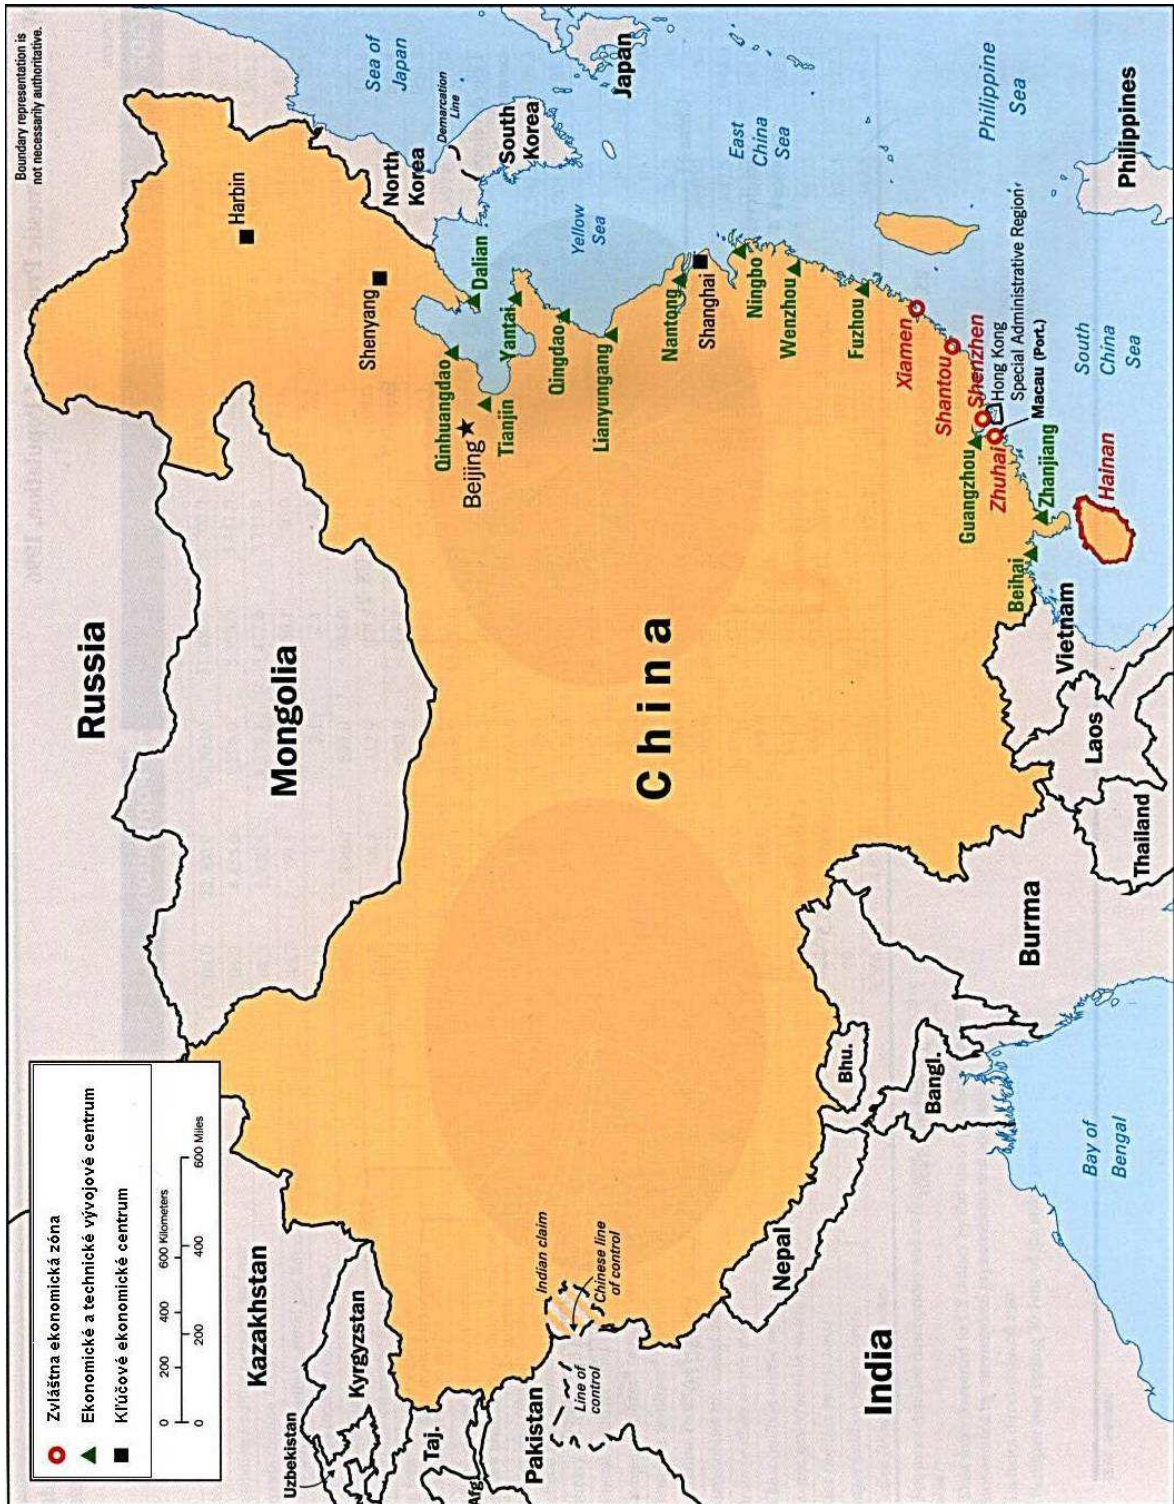 Boundary representation is
not necessarily authoritative.
Russia
Mongolia
Kazakhstan
Uzbekistan
Kyrgyzstan
Taj.
Afg.
Pakistan
Line of
control
Indian claim
Chinese line
of control
India
Nepal
Bhu.
Bangl.
Bay of
Bengal
Burma
Thailand
Laos
Vietnam
China
Harbin
Shenyang
Qinhuangdao
Beijing
Tianjin
Dalian
Yantai
Qingdao
Lianyungang
Nantong
Shanghai
Ningbo
Wenzhou
Fuzhou
Xiamen
Shantou
Shenzhen
Hong Kong
Special Administrative Region
Macau (Port.)
Guangzhou
Zhuhai
Zhanjiang
Beihai
Hainan
North
Korea
Demarcation
Line
South
Korea
Sea of
Japan
Japan
Yellow
Sea
East
China
Sea
Philippine
Sea
South
China
Sea
Philippines
Zvláštna ekonomická zóna
Ekonomické a technické vývojové centrum
Kľúčové ekonomické centrum
0 200 400 600 Kilometers
0 200 400 600 Miles